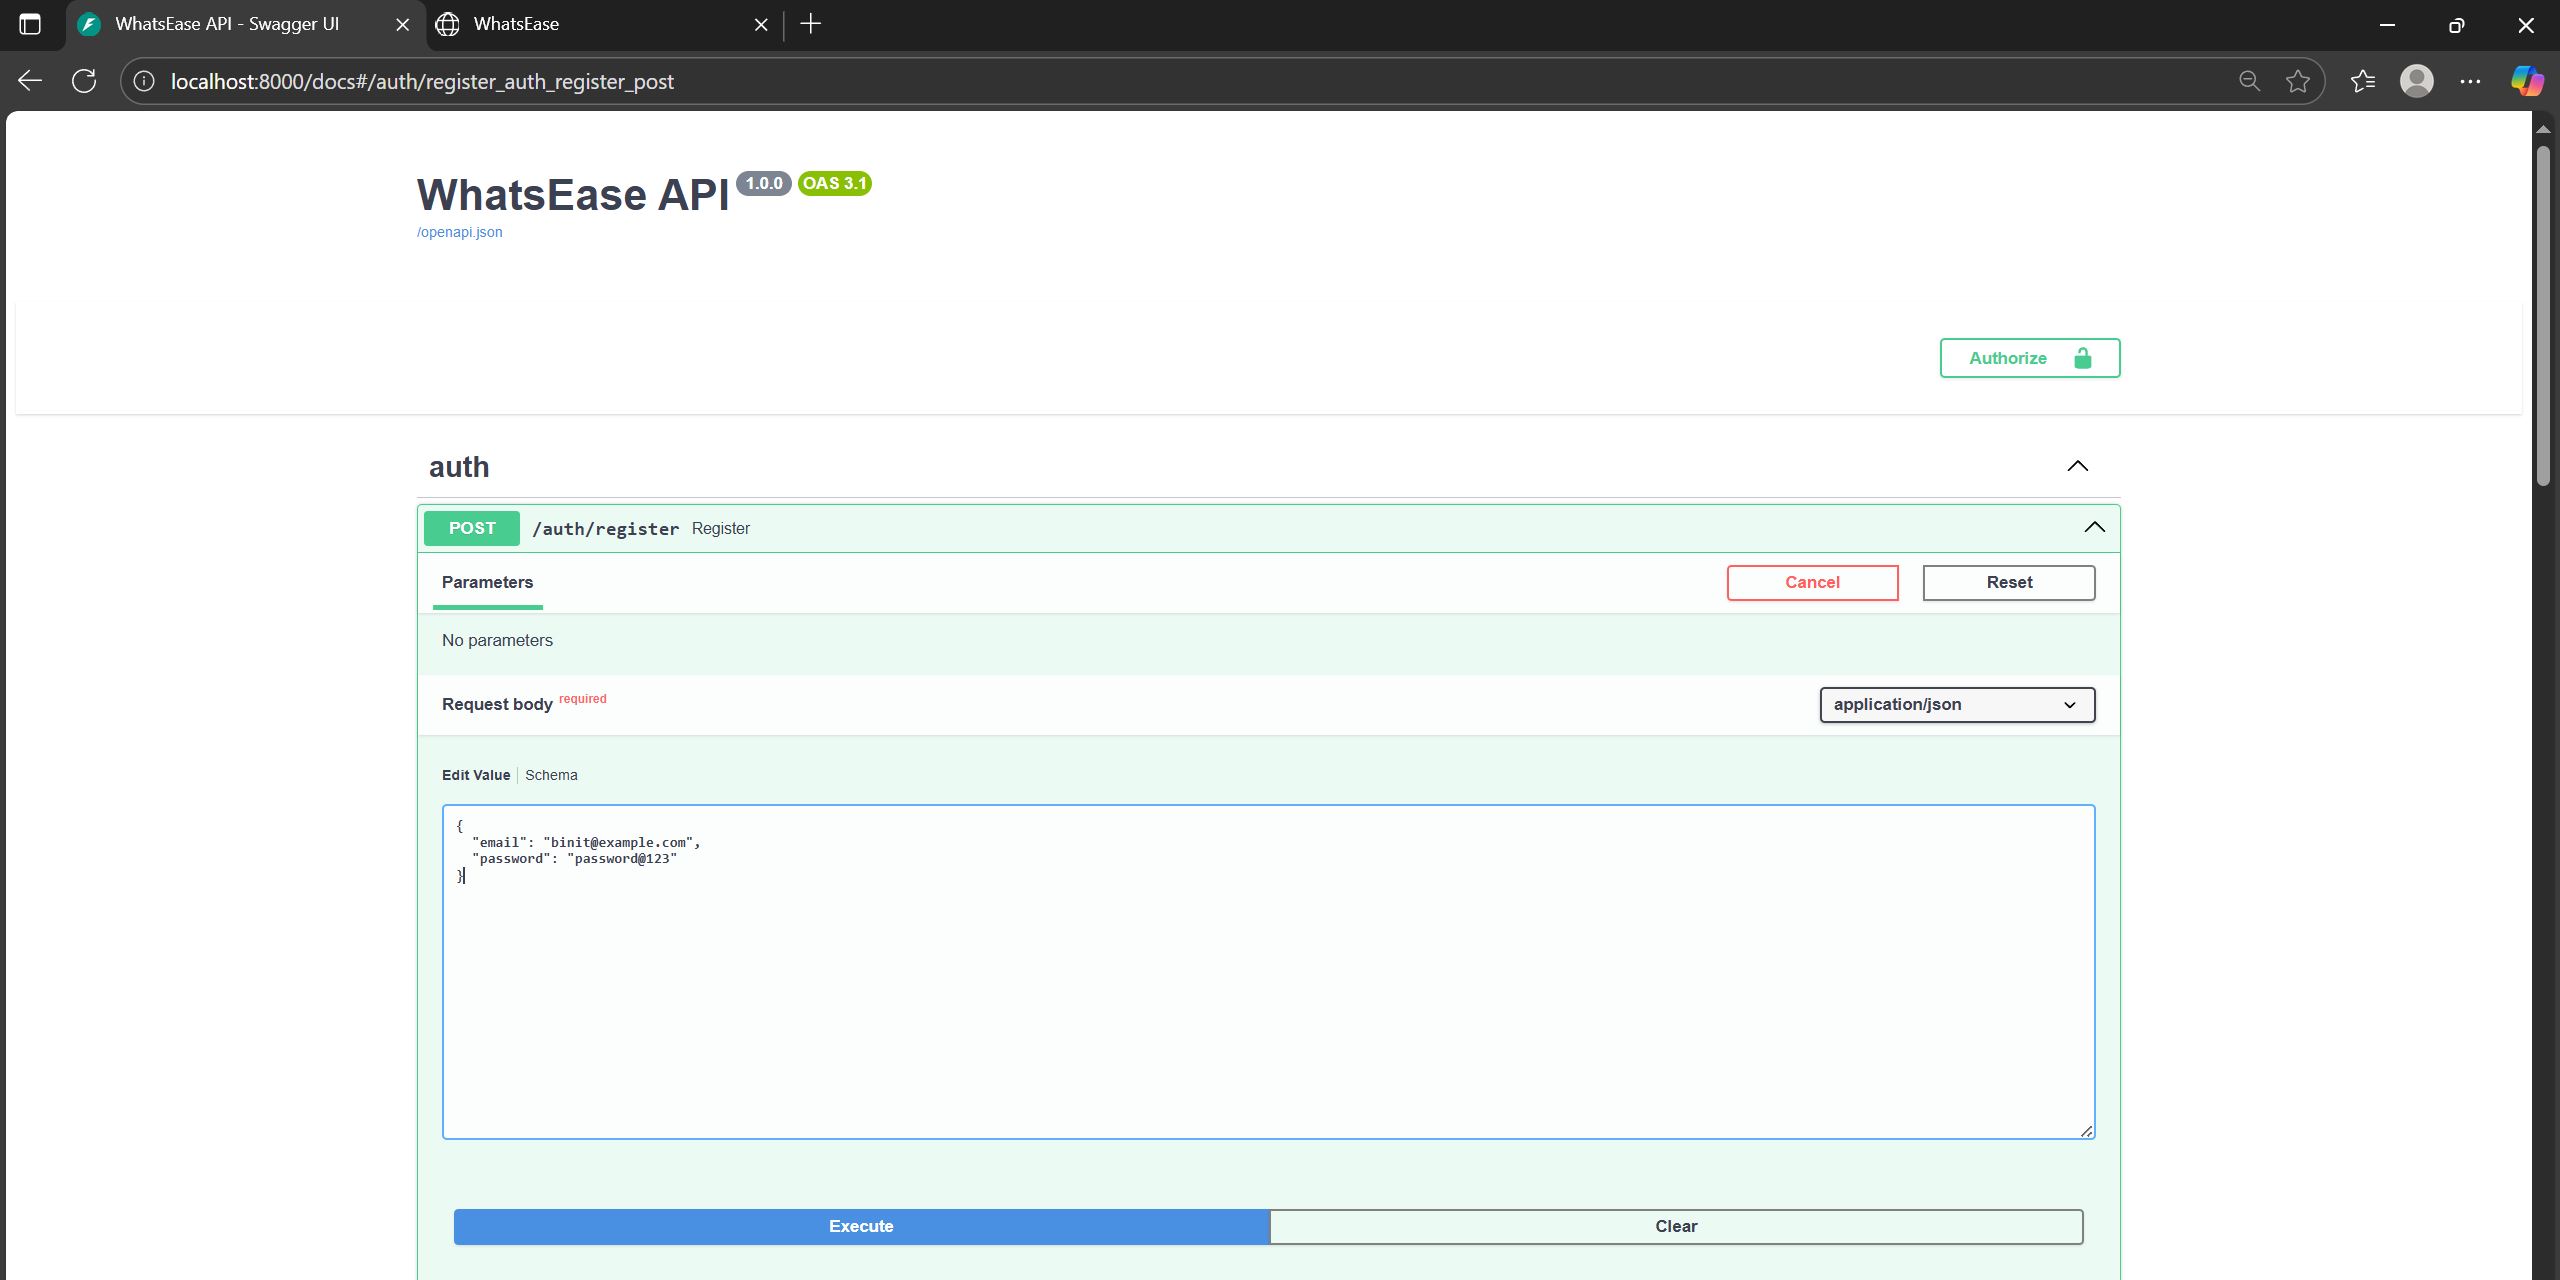 WhatsEase API - Swagger UI
WhatsEase
localhost:8000/docs#/auth/register_auth_register_post
WhatsEase API 1.0.0 OAS 3.1
/openapi.json
Authorize
auth
POST /auth/register Register
Parameters
Cancel
Reset
No parameters
Request body required
application/json
Edit Value | Schema
{
  "email": "binit@example.com",
  "password": "password@123"
}
Execute
Clear